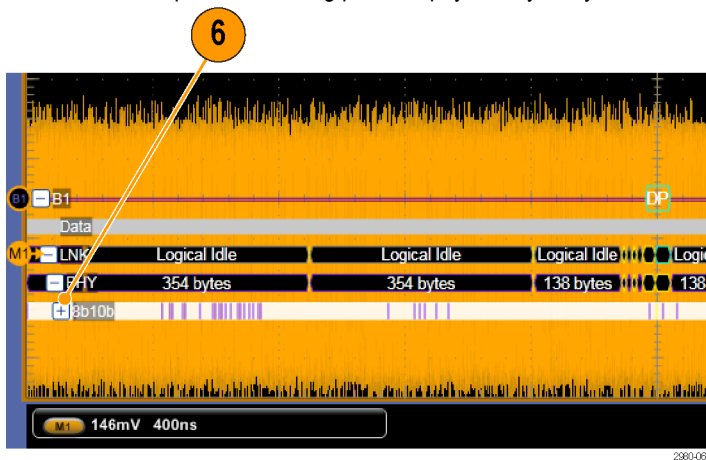 6
B1 B1 DP
Data
M1 LNK Logical Idle Logical Idle Logical Idle Logic
PHY 354 bytes 354 bytes 138 bytes 138
8b10b
M1 146mV 400ns
2980-06